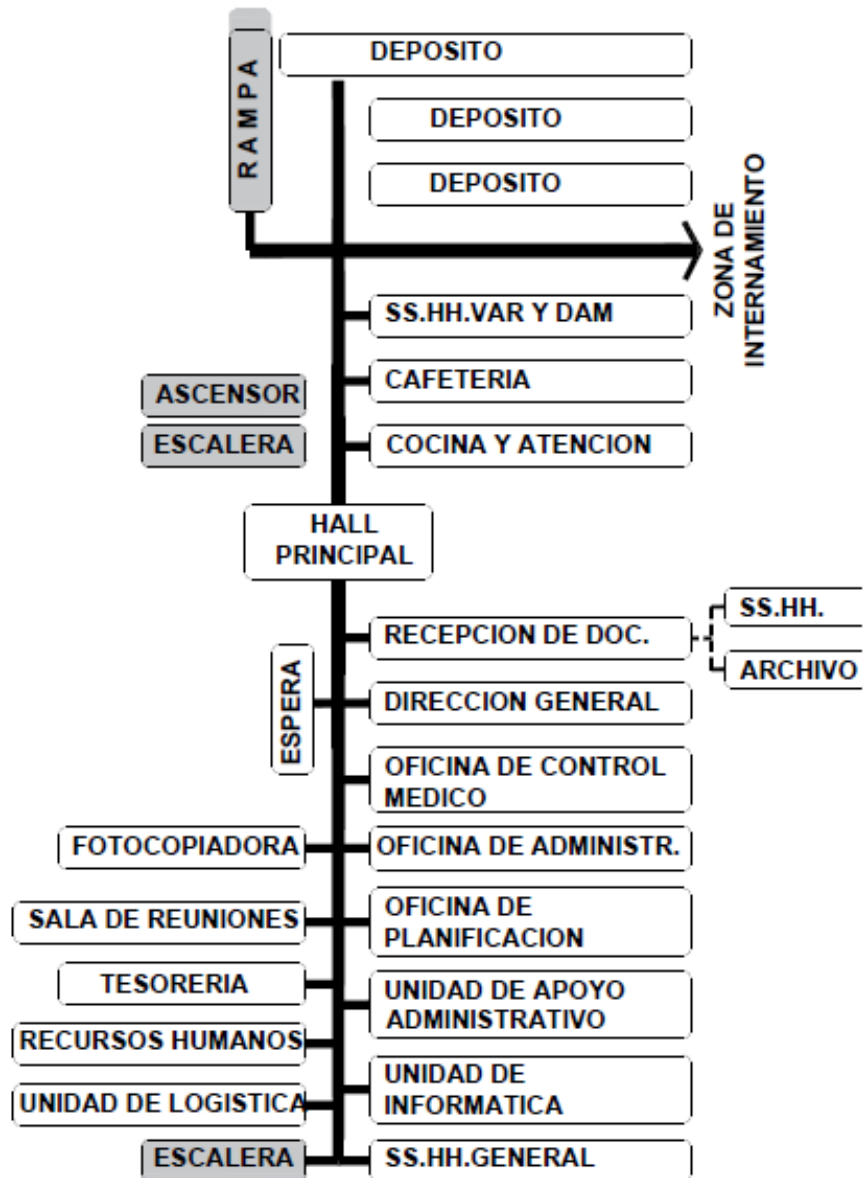 R A M P A
DEPOSITO
DEPOSITO
DEPOSITO
ZONA DE
INTERNAMIENTO
SS.HH.VAR Y DAM
ASCENSOR
CAFETERIA
ESCALERA
COCINA Y ATENCION
HALL
PRINCIPAL
RECEPCION DE DOC.
SS.HH.
ARCHIVO
ESPERA
DIRECCION GENERAL
OFICINA DE CONTROL
MEDICO
FOTOCOPIADORA
OFICINA DE ADMINISTR.
SALA DE REUNIONES
OFICINA DE
PLANIFICACION
TESORERIA
UNIDAD DE APOYO
ADMINISTRATIVO
RECURSOS HUMANOS
UNIDAD DE
INFORMATICA
UNIDAD DE LOGISTICA
ESCALERA
SS.HH.GENERAL